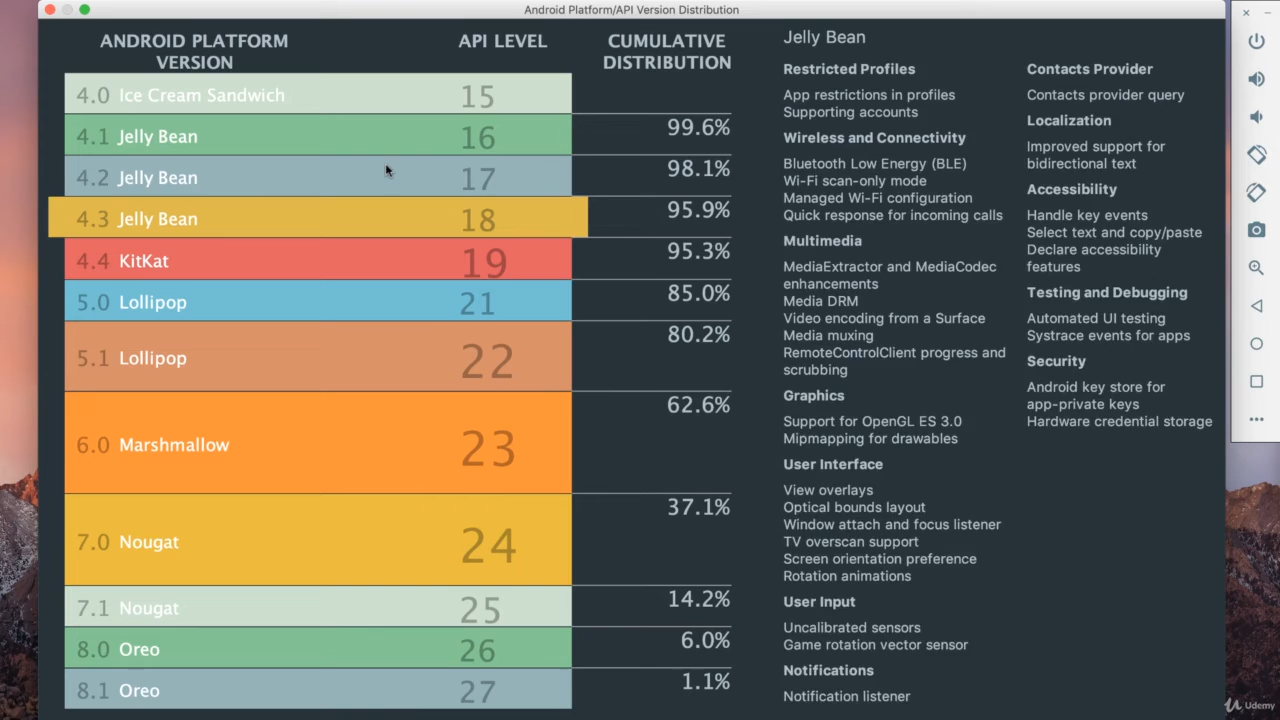 Android Platform/API Version Distribution
ANDROID PLATFORM
VERSION
API LEVEL
CUMULATIVE
DISTRIBUTION
4.0 Ice Cream Sandwich 15
4.1 Jelly Bean 16
99.6%
4.2 Jelly Bean 17
98.1%
4.3 Jelly Bean 18
95.9%
4.4 KitKat 19
95.3%
5.0 Lollipop 21
85.0%
5.1 Lollipop 22
80.2%
6.0 Marshmallow 23
62.6%
7.0 Nougat 24
37.1%
7.1 Nougat 25
14.2%
8.0 Oreo 26
6.0%
8.1 Oreo 27
1.1%
Jelly Bean
Restricted Profiles
App restrictions in profiles
Supporting accounts
Wireless and Connectivity
Bluetooth Low Energy (BLE)
Wi-Fi scan-only mode
Managed Wi-Fi configuration
Quick response for incoming calls
Multimedia
MediaExtractor and MediaCodec
enhancements
Media DRM
Video encoding from a Surface
Media muxing
RemoteControlClient progress and
scrubbing
Graphics
Support for OpenGL ES 3.0
Mipmapping for drawables
User Interface
View overlays
Optical bounds layout
Window attach and focus listener
TV overscan support
Screen orientation preference
Rotation animations
User Input
Uncalibrated sensors
Game rotation vector sensor
Notifications
Notification listener
Contacts Provider
Contacts provider query
Localization
Improved support for
bidirectional text
Accessibility
Handle key events
Select text and copy/paste
Declare accessibility
features
Testing and Debugging
Automated UI testing
Systrace events for apps
Security
Android key store for
app-private keys
Hardware credential storage
Udemy